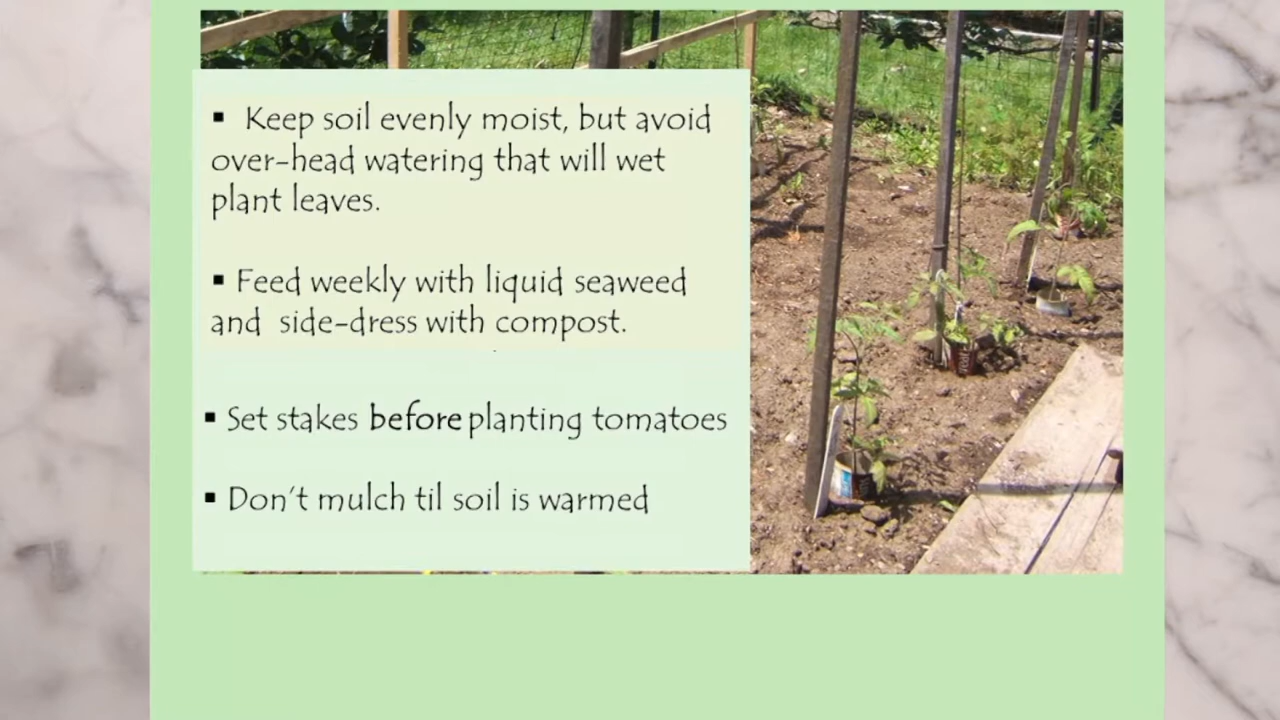 ▪ Keep soil evenly moist, but avoid
over-head watering that will wet
plant leaves.
▪ Feed weekly with liquid seaweed
and side-dress with compost.
▪ Set stakes before planting tomatoes
▪ Don't mulch til soil is warmed